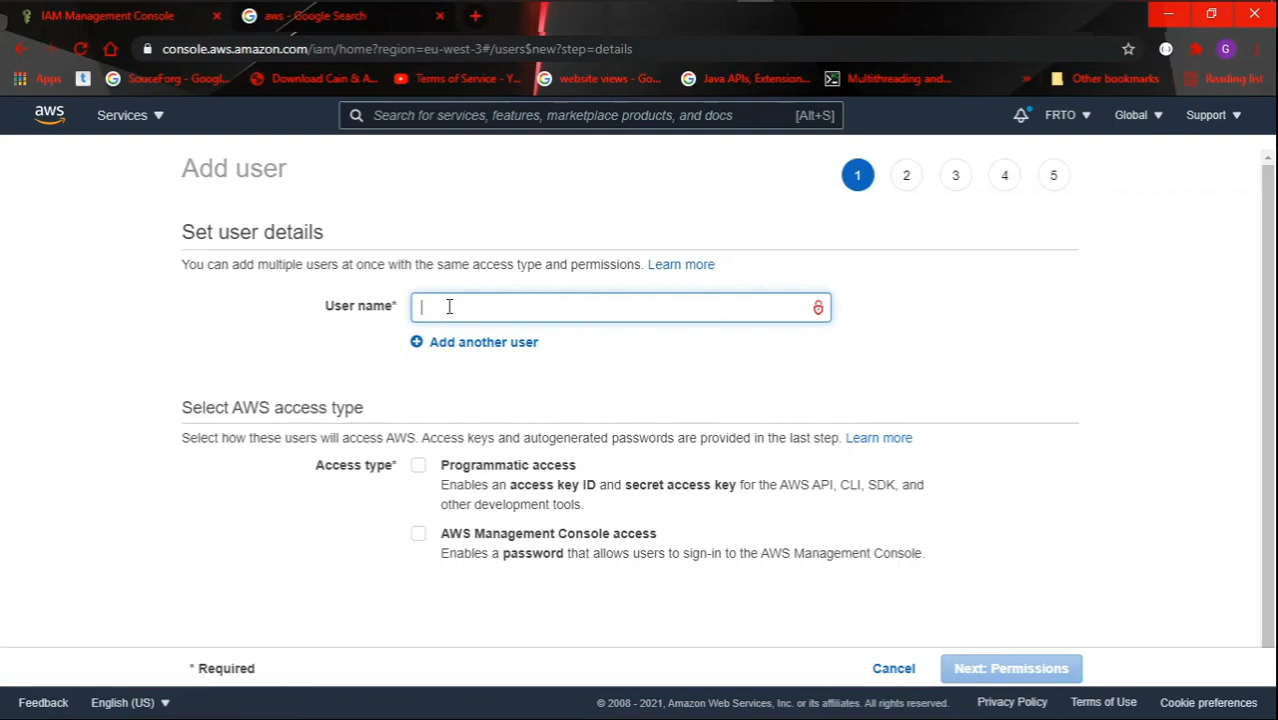 IAM Management Console
aws - Google Search
console.aws.amazon.com/iam/home?region=eu-west-3#/users$new?step=details
G
Apps
t
SouceForg - Googl...
Download Cain & A...
Terms of Service - Y...
website views - Go...
Java APIs, Extension...
Multithreading and...
»
Other bookmarks
Reading list
aws
Services
Search for services, features, marketplace products, and docs
[Alt+S]
FRTO
Global
Support
Add user
1
2
3
4
5
Set user details
You can add multiple users at once with the same access type and permissions. Learn more
User name*
Add another user
Select AWS access type
Select how these users will access AWS. Access keys and autogenerated passwords are provided in the last step. Learn more
Access type*
Programmatic access
Enables an access key ID and secret access key for the AWS API, CLI, SDK, and
other development tools.
AWS Management Console access
Enables a password that allows users to sign-in to the AWS Management Console.
* Required
Cancel
Next: Permissions
Feedback
English (US)
© 2008 - 2021, Amazon Web Services, Inc. or its affiliates. All rights reserved.
Privacy Policy
Terms of Use
Cookie preferences